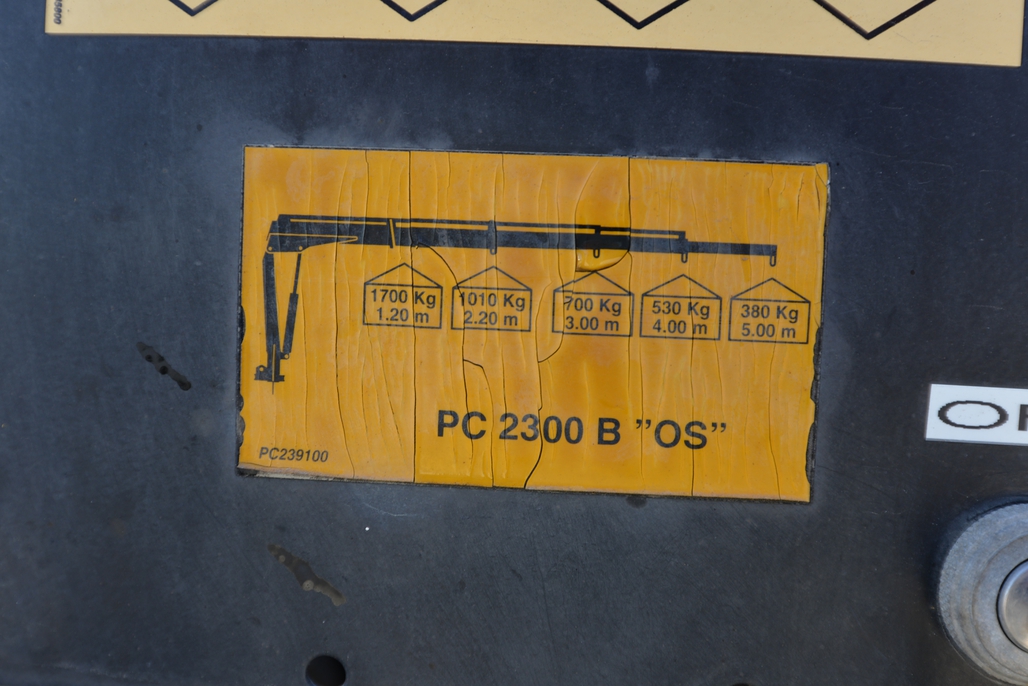 1700 Kg
1.20 m
1010 Kg
2.20 m
700 Kg
3.00 m
530 Kg
4.00 m
380 Kg
5.00 m
PC 2300 B ”OS”
PC239100